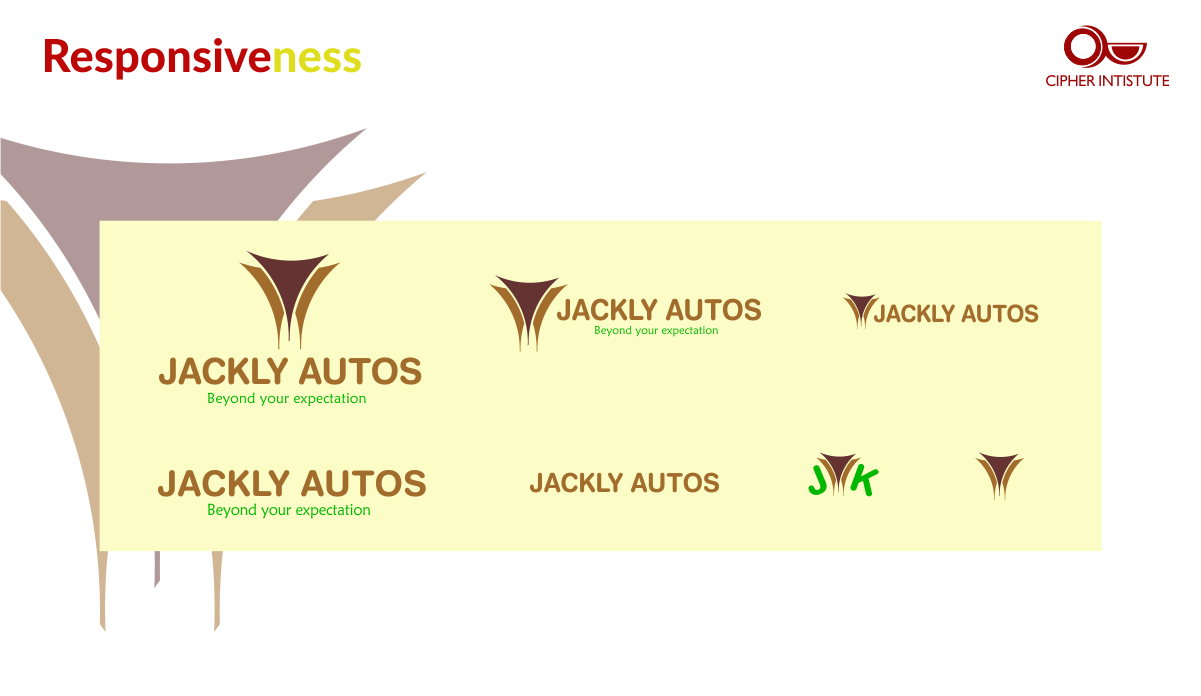 Responsiveness
CIPHER INTISTUTE
JACKLY AUTOS
Beyond your expectation
JACKLY AUTOS
Beyond your expectation
JACKLY AUTOS
JACKLY AUTOS
Beyond your expectation
JACKLY AUTOS
J K